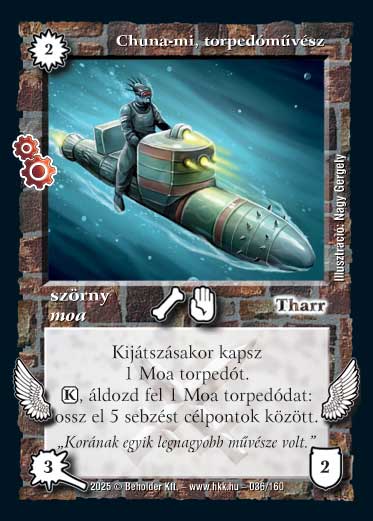 2
Chuna-mi, torpedóművész
Illusztráció: Nagy Gergely
szörny
moa
Tharr
Kijátszásakor kapsz
1 Moa torpedót.
K, áldozd fel 1 Moa torpedódat:
ossz el 5 sebzést célpontok között.
„Korának egyik legnagyobb művésze volt.”
3
2025 © Beholder Kft. – www.hkk.hu – 036/160
2